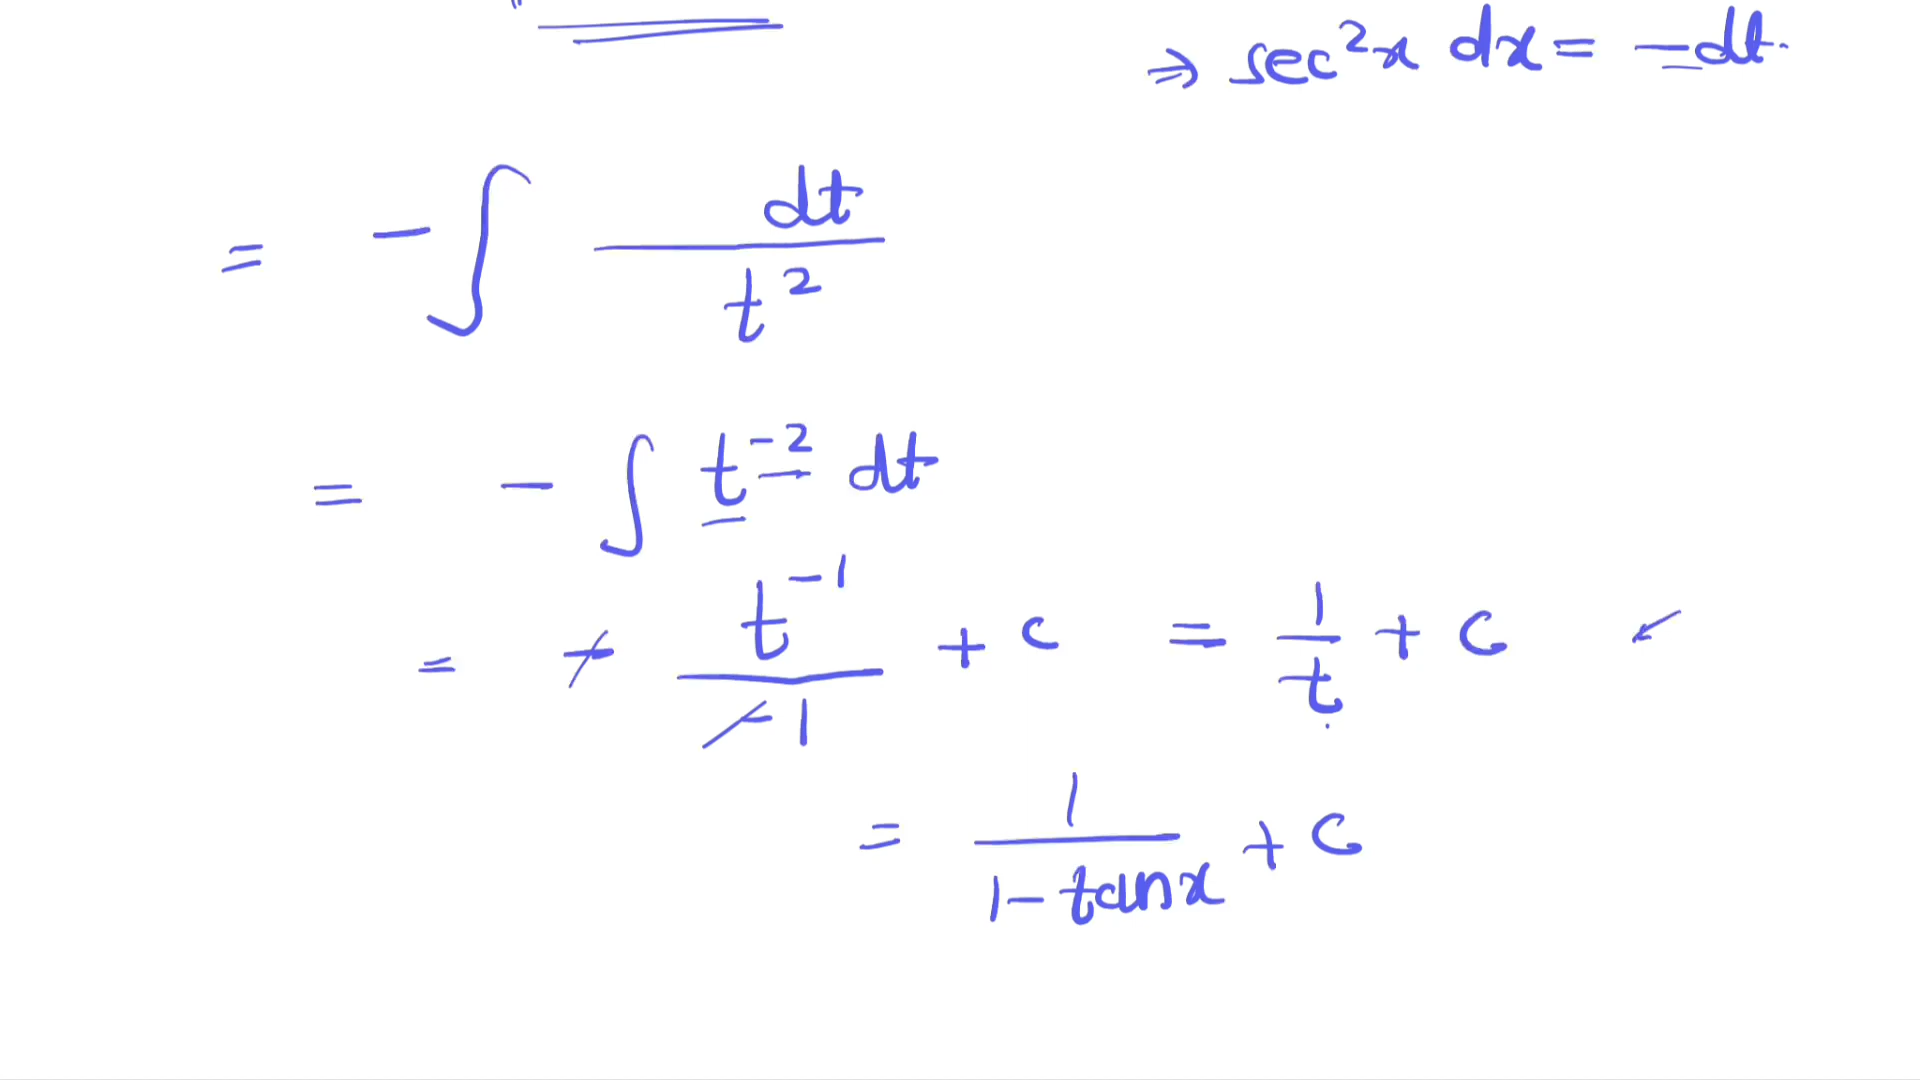 ⇒ sec²x dx = −dt.
= −∫ dt / t²
= −∫ t⁻² dt
= − t⁻¹ / −1 + c = 1/t + c
= 1 / 1 − tanx + c